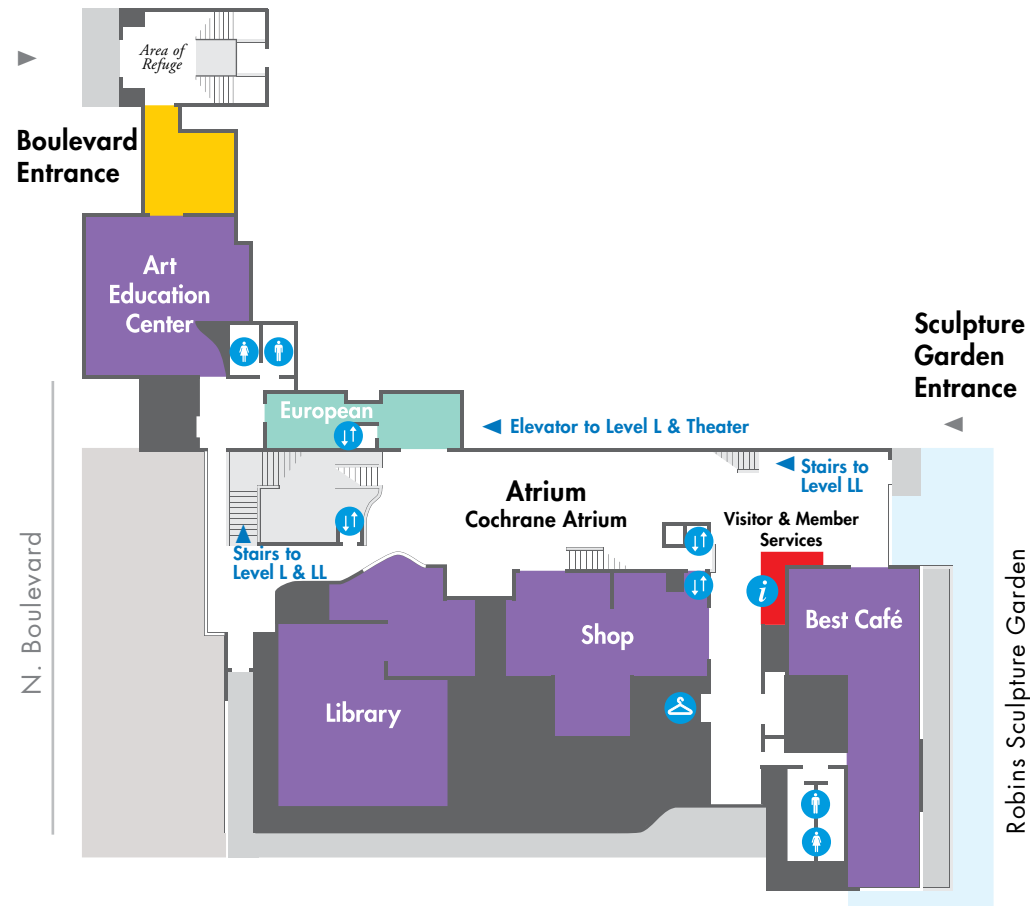 Area of
Refuge
Boulevard
Entrance
Art
Education
Center
Sculpture
Garden
Entrance
European
Elevator to Level L & Theater
Stairs to
Level LL
Atrium
Cochrane Atrium
Visitor & Member
Services
Stairs to
Level L & LL
i
Best Café
Shop
Library
N. Boulevard
Robins Sculpture Garden